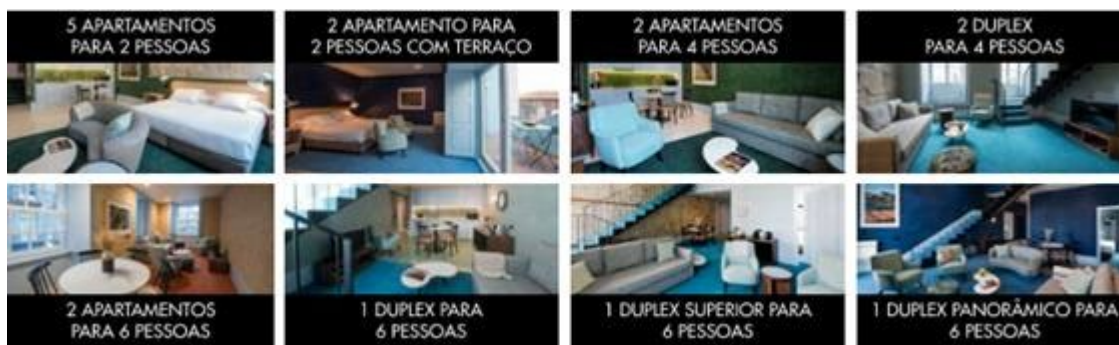 5 APARTAMENTOS
PARA 2 PESSOAS
2 APARTAMENTO PARA
2 PESSOAS COM TERRAÇO
2 APARTAMENTOS
PARA 4 PESSOAS
2 DUPLEX
PARA 4 PESSOAS
2 APARTAMENTOS
PARA 6 PESSOAS
1 DUPLEX PARA
6 PESSOAS
1 DUPLEX SUPERIOR PARA
6 PESSOAS
1 DUPLEX PANORÂMICO PARA
6 PESSOAS